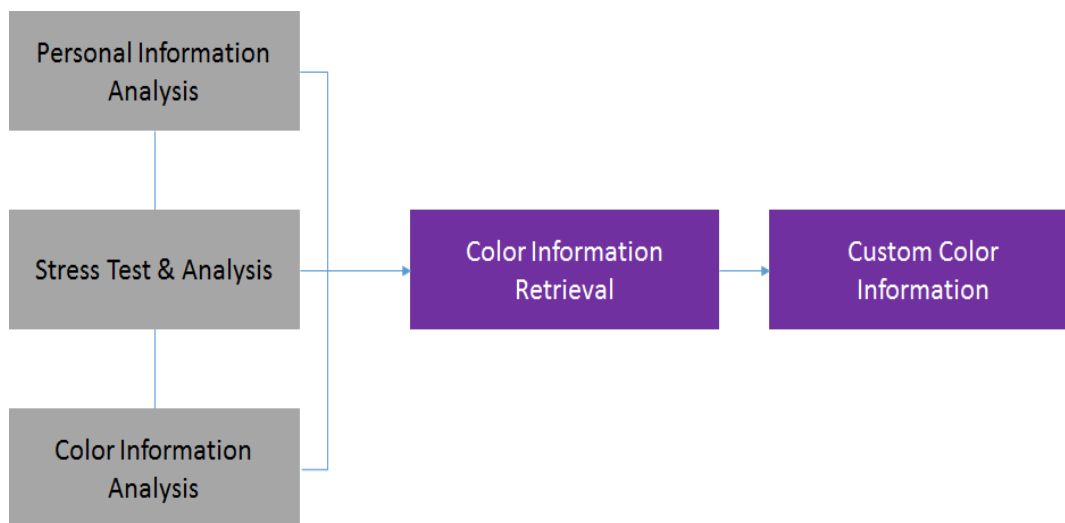 Personal Information
Analysis
Stress Test & Analysis
Color Information
Analysis
Color Information
Retrieval
Custom Color
Information